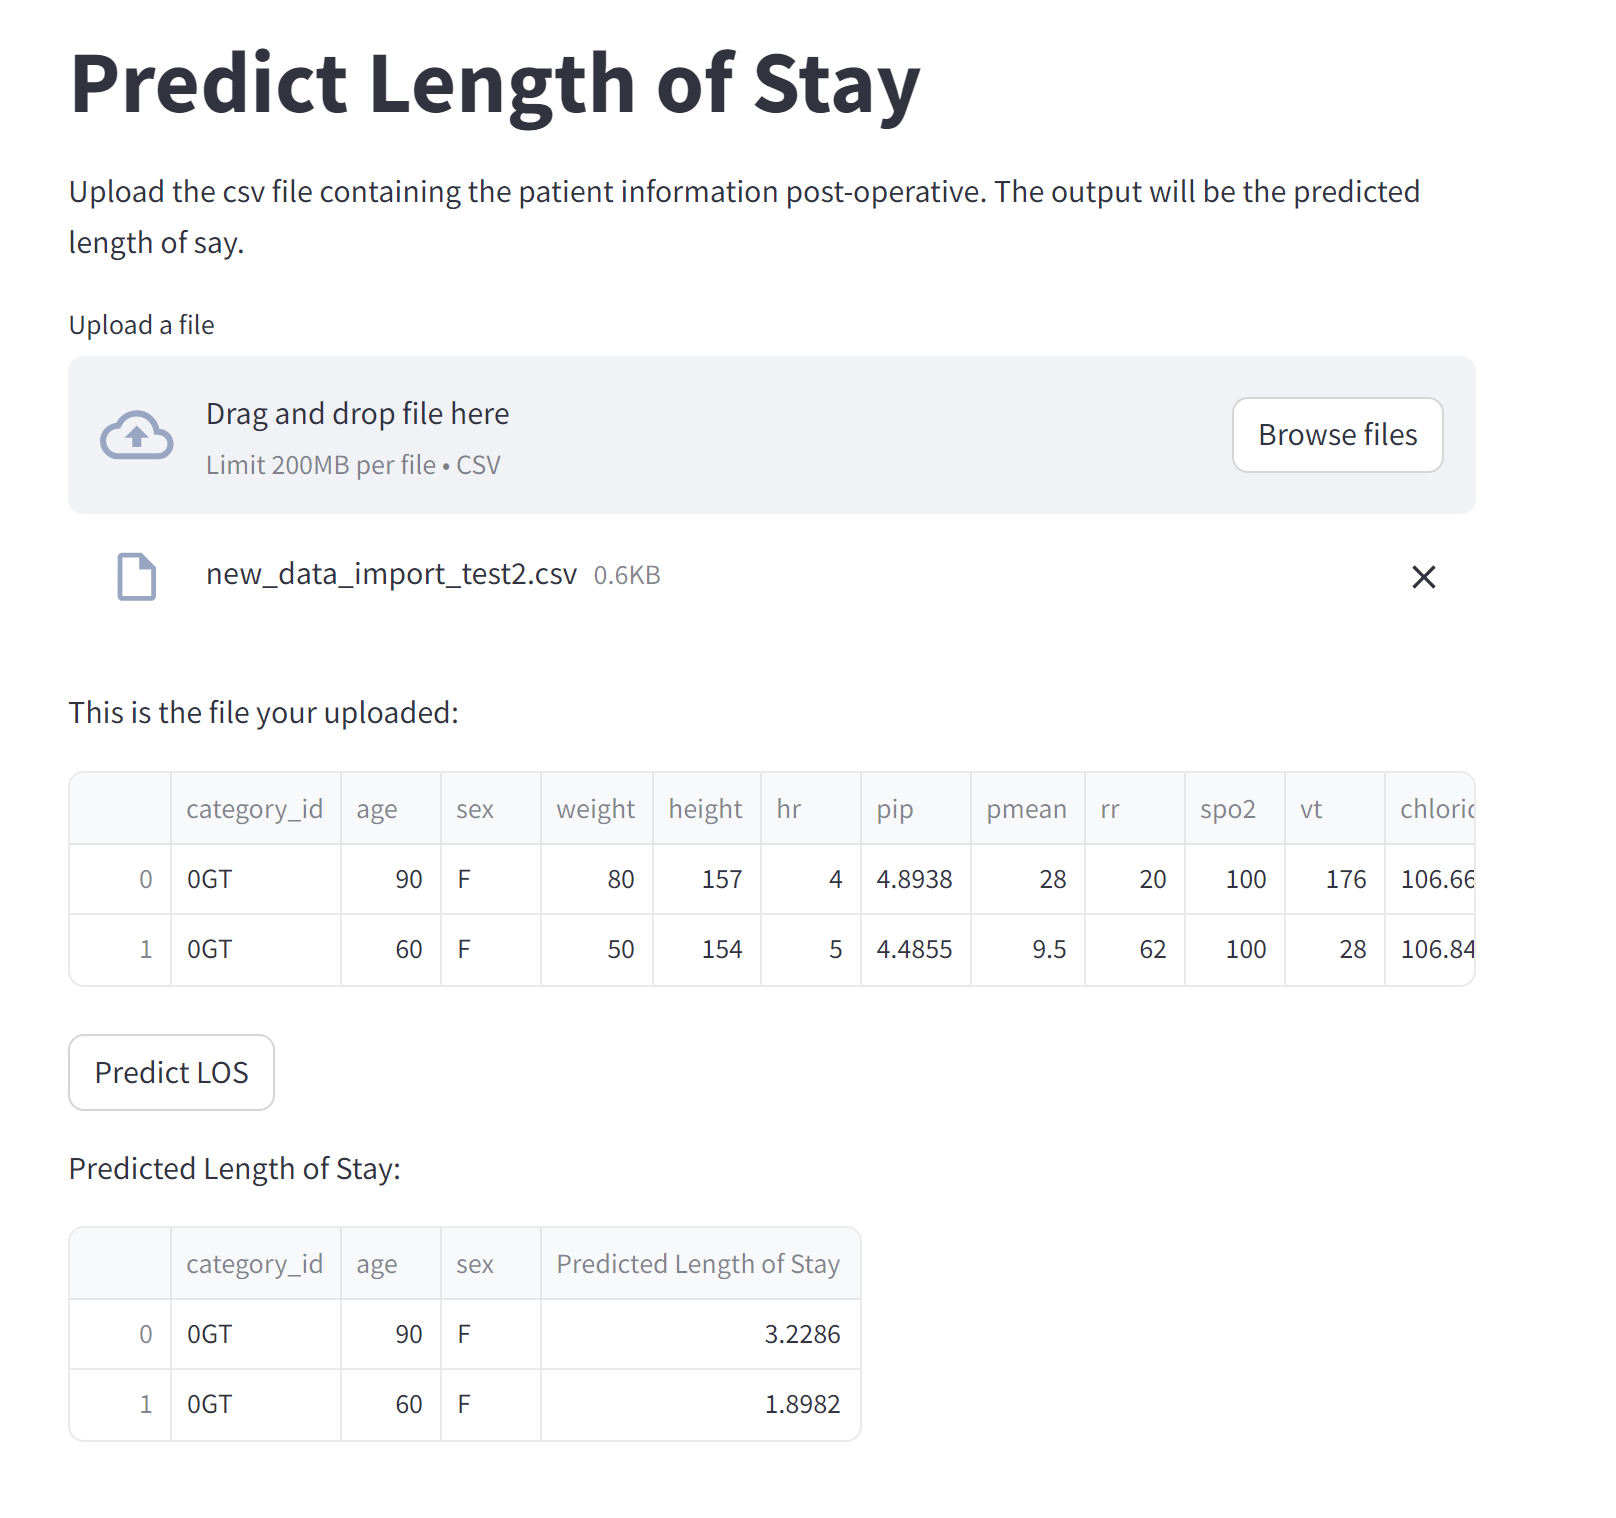 Predict Length of Stay
Upload the csv file containing the patient information post-operative. The output will be the predicted
length of say.
Upload a file
Drag and drop file here
Limit 200MB per file • CSV
Browse files
new_data_import_test2.csv 0.6KB
This is the file your uploaded:
category_id age sex weight height hr pip pmean rr spo2 vt
0 0GT 90 F 80 157 4 4.8938 28 20 100 176 106.66
1 0GT 60 F 50 154 5 4.4855 9.5 62 100 28 106.84
Predict LOS
Predicted Length of Stay:
category_id age sex Predicted Length of Stay
0 0GT 90 F 3.2286
1 0GT 60 F 1.8982